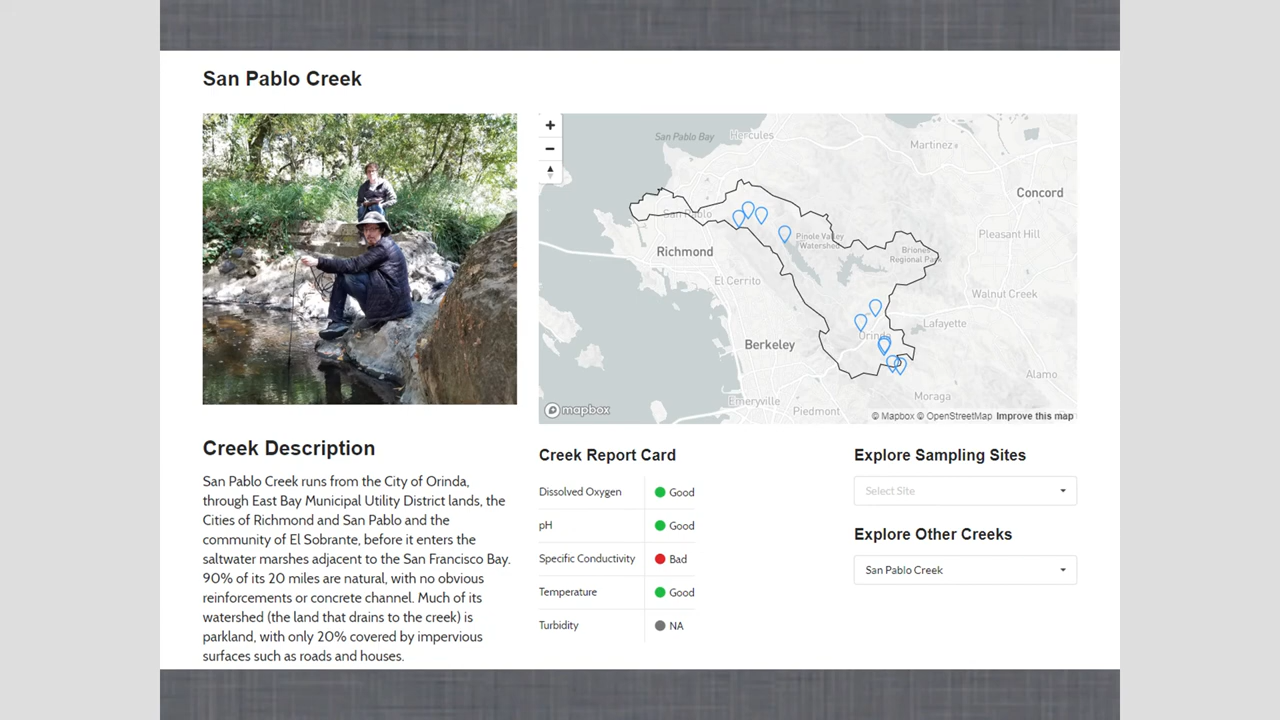 San Pablo Creek
+
−
San Pablo Bay
Hercules
Martinez
Concord
San Pablo
Pinole Valley
Watershed
Pleasant Hill
Richmond
Briones
Regional Park
El Cerrito
Walnut Creek
Lafayette
Orinda
Berkeley
Alamo
Moraga
Emeryville
Piedmont
mapbox
© Mapbox © OpenStreetMap Improve this map
Creek Description
San Pablo Creek runs from the City of Orinda,
through East Bay Municipal Utility District lands, the
Cities of Richmond and San Pablo and the
community of El Sobrante, before it enters the
saltwater marshes adjacent to the San Francisco Bay.
90% of its 20 miles are natural, with no obvious
reinforcements or concrete channel. Much of its
watershed (the land that drains to the creek) is
parkland, with only 20% covered by impervious
surfaces such as roads and houses.
Creek Report Card
Dissolved Oxygen Good
pH Good
Specific Conductivity Bad
Temperature Good
Turbidity NA
Explore Sampling Sites
Select Site
Explore Other Creeks
San Pablo Creek